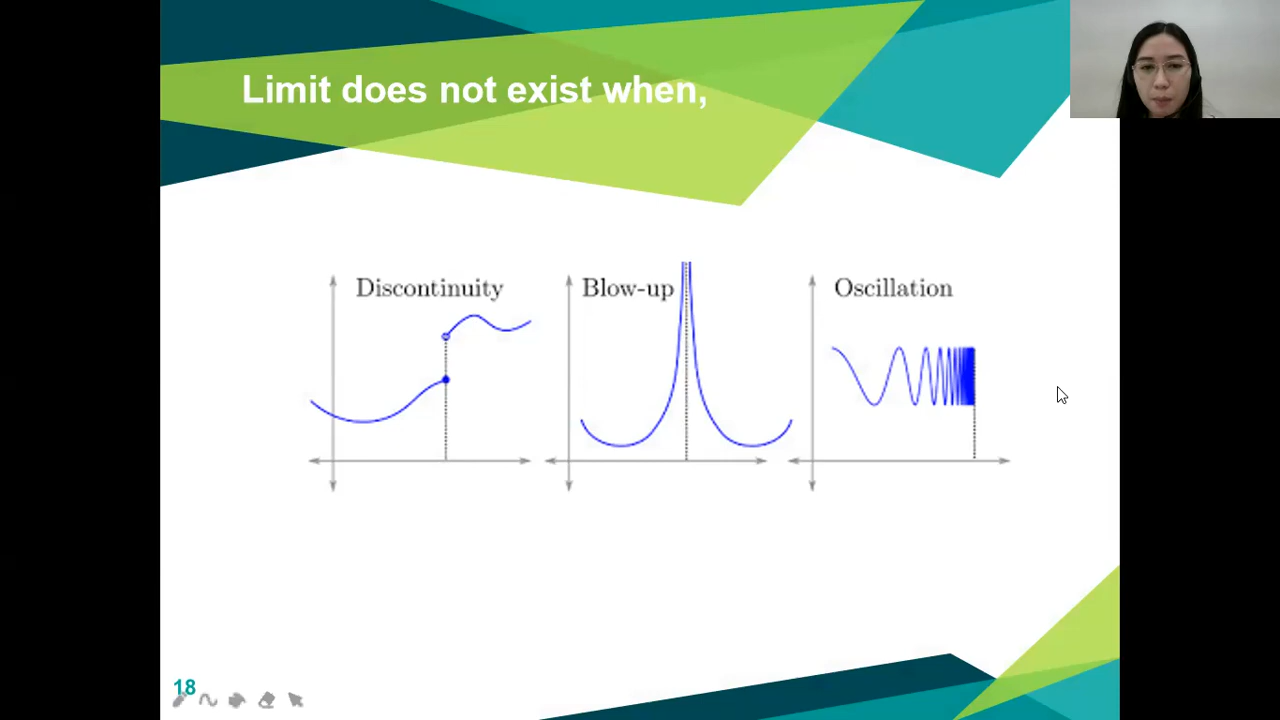 Limit does not exist when,
Discontinuity
Blow-up
Oscillation
18